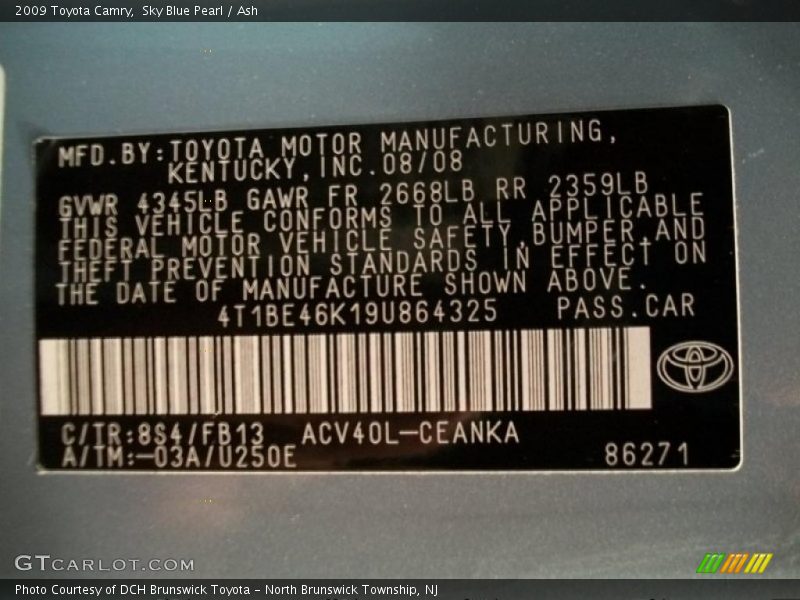 2009 Toyota Camry, Sky Blue Pearl / Ash
MFD.BY:TOYOTA MOTOR MANUFACTURING,
KENTUCKY,INC.08/08
GVWR 4345LB GAWR FR 2668LB RR 2359LB
THIS VEHICLE CONFORMS TO ALL APPLICABLE
FEDERAL MOTOR VEHICLE SAFETY,BUMPER,AND
THEFT PREVENTION STANDARDS IN EFFECT ON
THE DATE OF MANUFACTURE SHOWN ABOVE.
4T1BE46K19U864325 PASS.CAR
C/TR:8S4/FB13 ACV40L-CEANKA
A/TM:-03A/U250E 86271
GTCARLOT.COM
Photo Courtesy of DCH Brunswick Toyota - North Brunswick Township, NJ